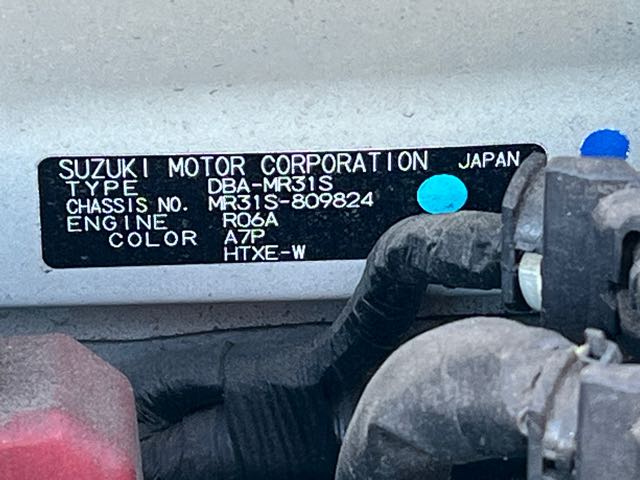 SUZUKI MOTOR CORPORATION JAPAN
TYPE DBA-MR31S
CHASSIS NO. MR31S-809824
ENGINE R06A
COLOR A7P
HTXE-W